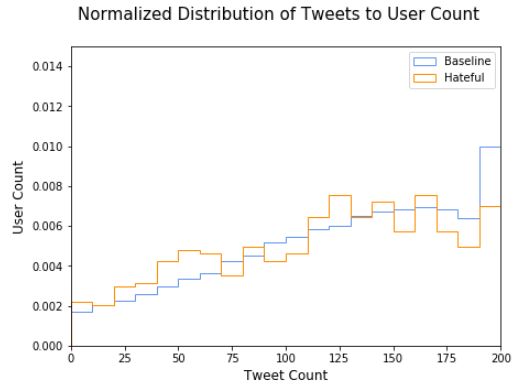 Normalized Distribution of Tweets to User Count
Baseline
Hateful
0.014
0.012
0.010
0.008
0.006
0.004
0.002
0.000
User Count
0 25 50 75 100 125 150 175 200
Tweet Count